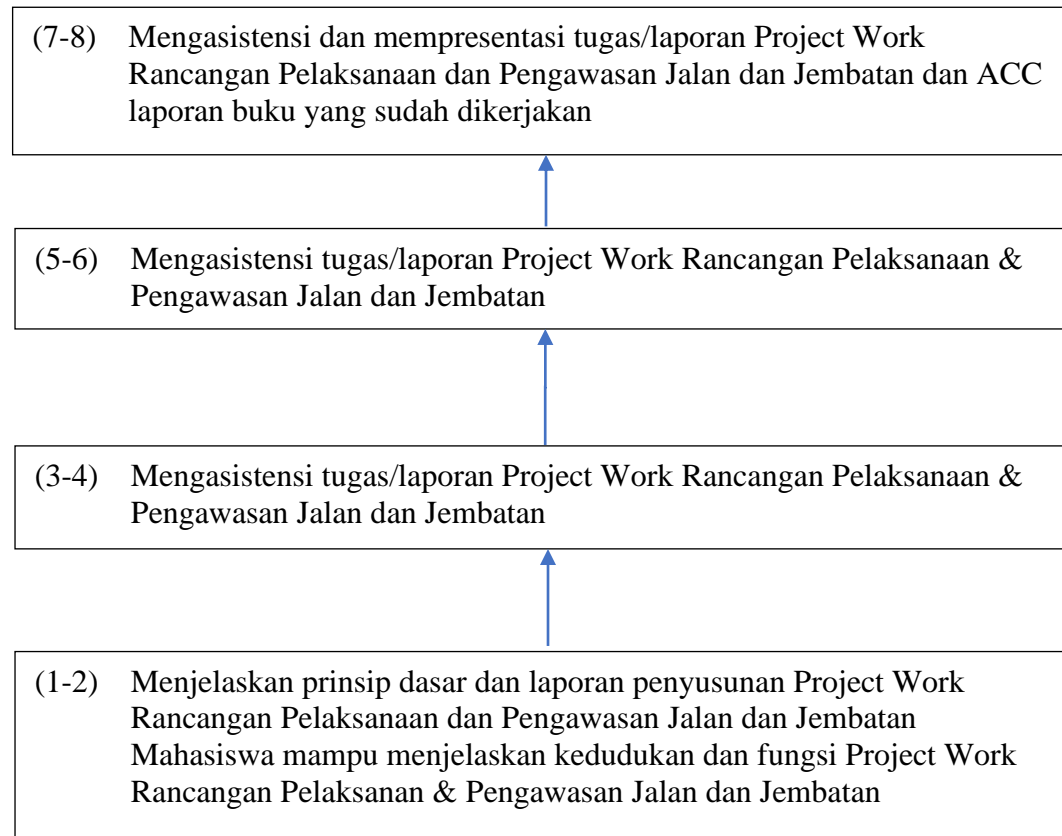 (7-8) Mengasistensi dan mempresentasi tugas/laporan Project Work
Rancangan Pelaksanaan dan Pengawasan Jalan dan Jembatan dan ACC
laporan buku yang sudah dikerjakan
(5-6) Mengasistensi tugas/laporan Project Work Rancangan Pelaksanaan &
Pengawasan Jalan dan Jembatan
(3-4) Mengasistensi tugas/laporan Project Work Rancangan Pelaksanaan &
Pengawasan Jalan dan Jembatan
(1-2) Menjelaskan prinsip dasar dan laporan penyusunan Project Work
Rancangan Pelaksanaan dan Pengawasan Jalan dan Jembatan
Mahasiswa mampu menjelaskan kedudukan dan fungsi Project Work
Rancangan Pelaksanan & Pengawasan Jalan dan Jembatan